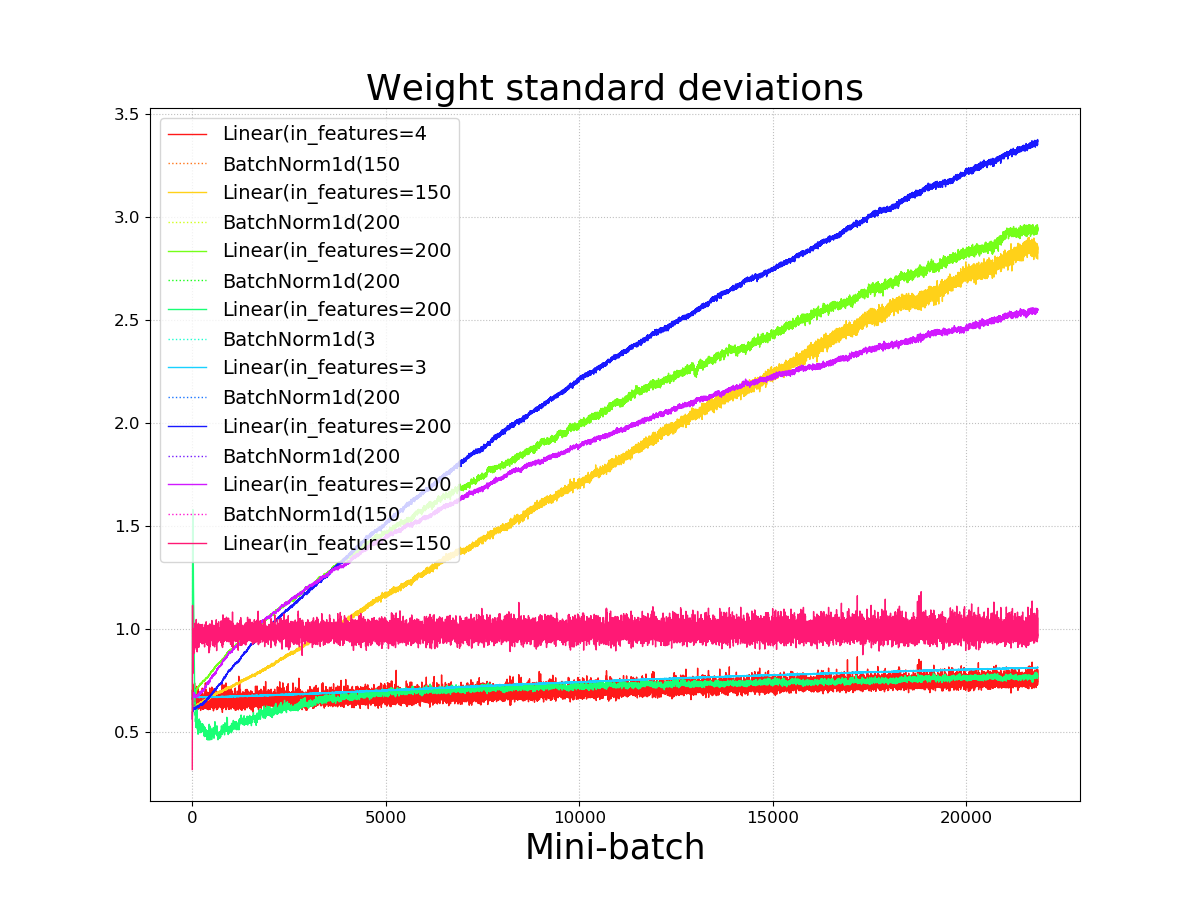 Weight standard deviations
3.5
3.0
2.5
2.0
1.5
1.0
0.5
Linear(in_features=4
BatchNorm1d(150
Linear(in_features=150
BatchNorm1d(200
Linear(in_features=200
BatchNorm1d(200
Linear(in_features=200
BatchNorm1d(3
Linear(in_features=3
BatchNorm1d(200
Linear(in_features=200
BatchNorm1d(200
Linear(in_features=200
BatchNorm1d(150
Linear(in_features=150
0 5000 10000 15000 20000
Mini-batch